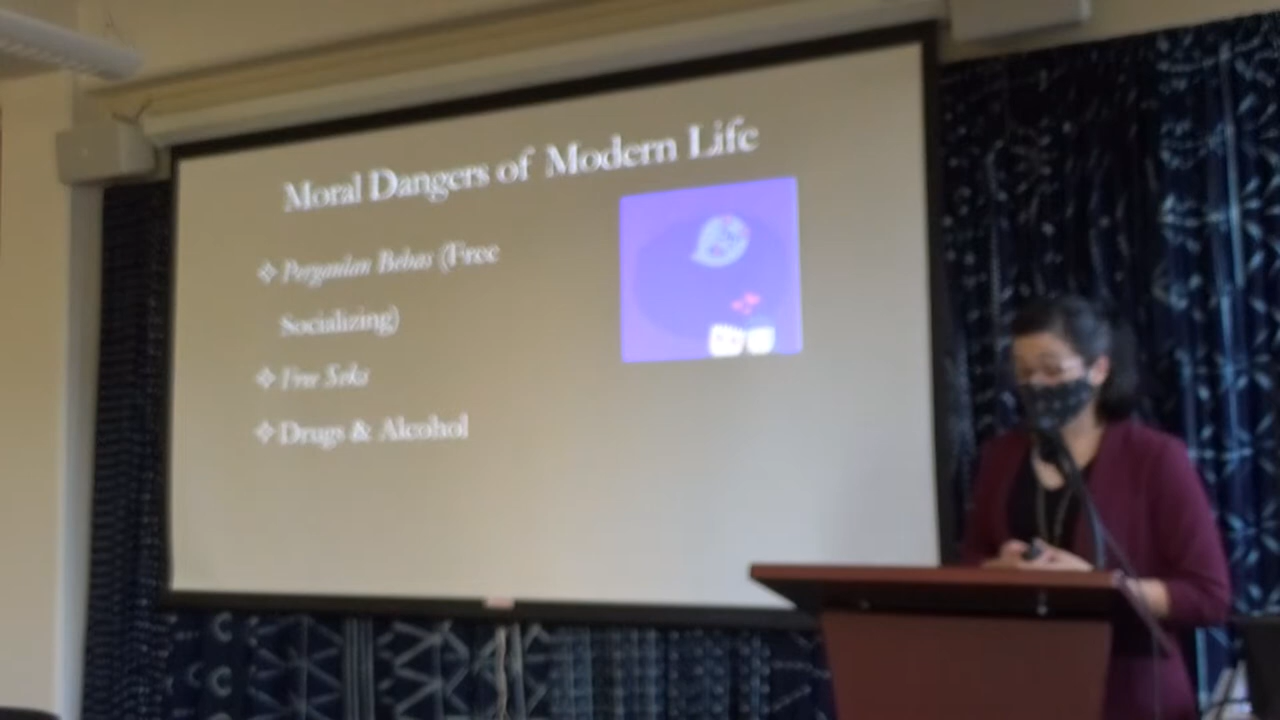 Moral Dangers of Modern Life
❖ Pergaulan Bebas (Free
Socializing)
❖ Free Seks
❖ Drugs & Alcohol